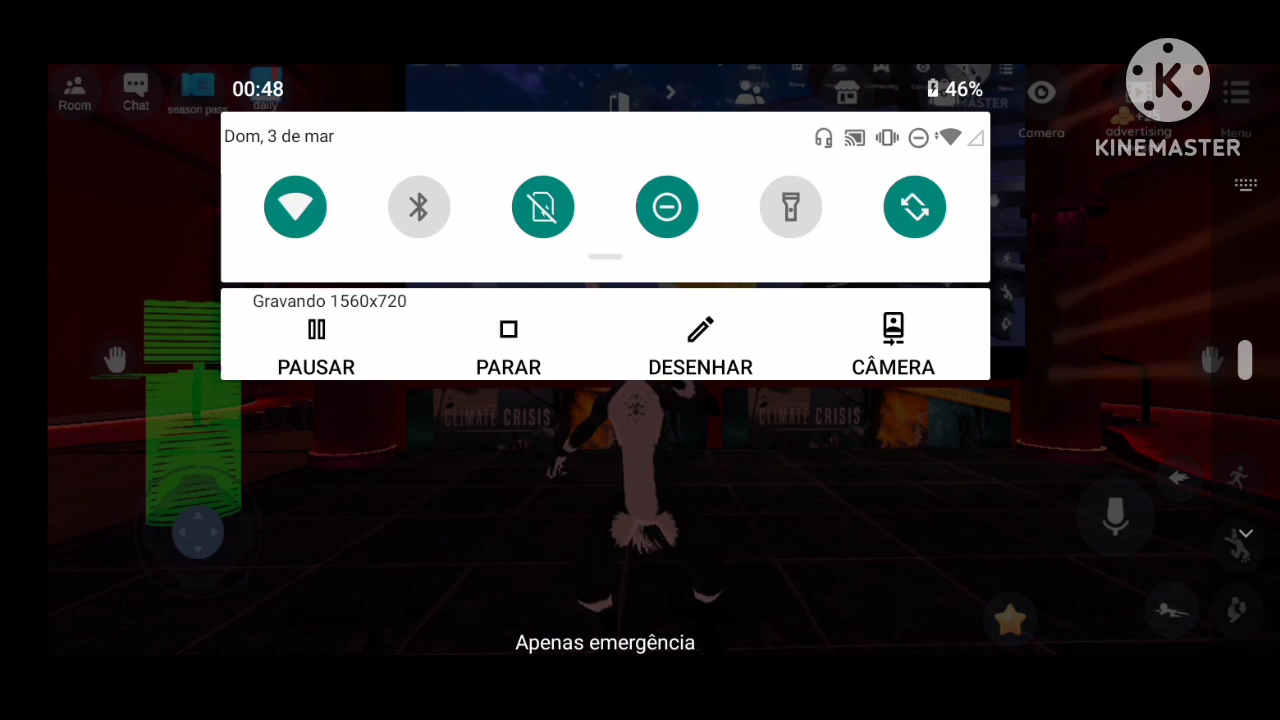 Room
Chat
season pass
daily
00:48
46%
Camera
+25
advertising
Menu
KINEMASTER
Dom, 3 de mar
Gravando 1560x720
PAUSAR
PARAR
DESENHAR
CÂMERA
CLIMATE CRISIS
CLIMATE CRISIS
Apenas emergência